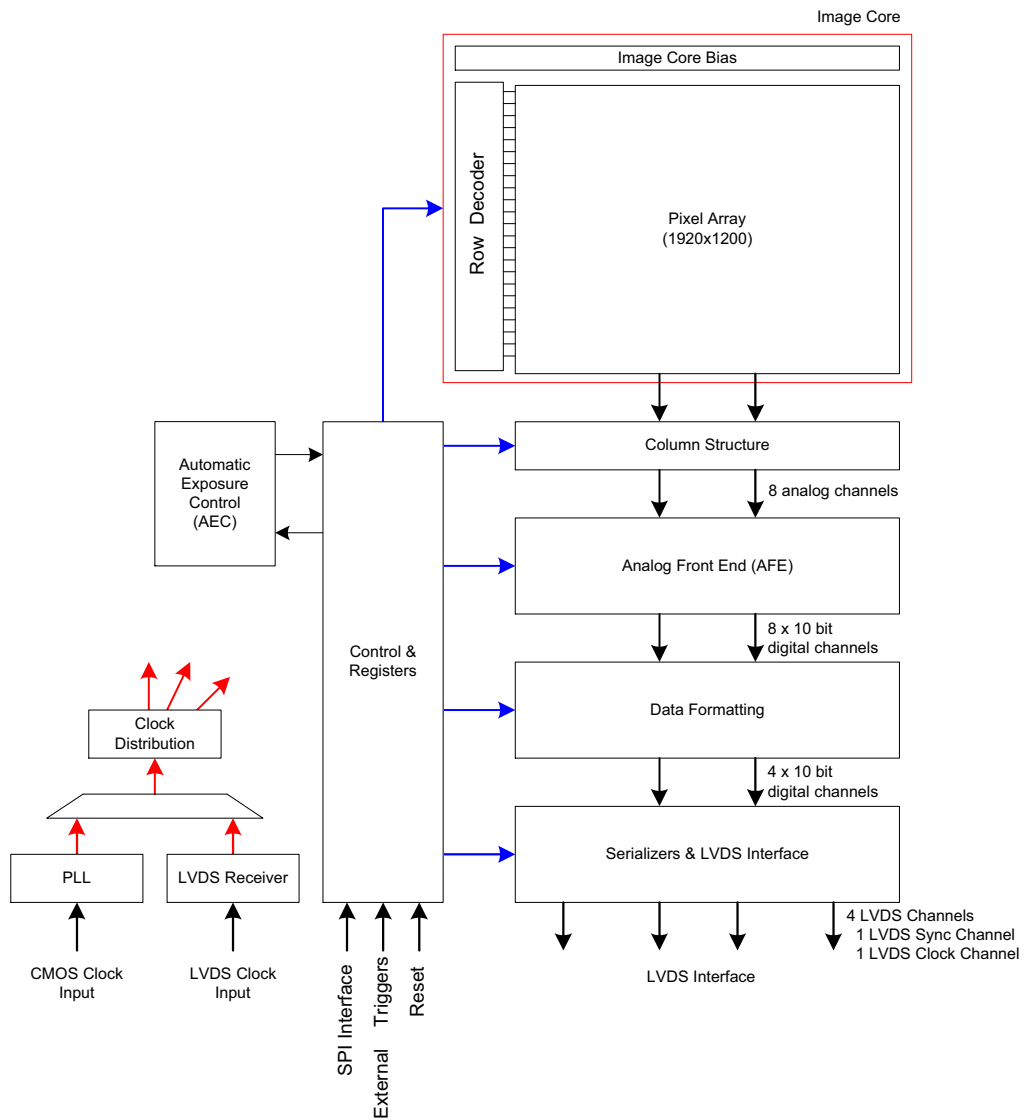 Image Core
Image Core Bias
Row Decoder
Pixel Array
(1920x1200)
Automatic
Exposure
Control
(AEC)
Column Structure
8 analog channels
Analog Front End (AFE)
8 x 10 bit
digital channels
Control &
Registers
Data Formatting
Clock
Distribution
4 x 10 bit
digital channels
PLL
LVDS Receiver
Serializers & LVDS Interface
4 LVDS Channels
1 LVDS Sync Channel
1 LVDS Clock Channel
CMOS Clock
Input
LVDS Clock
Input
SPI Interface
External Triggers
Reset
LVDS Interface